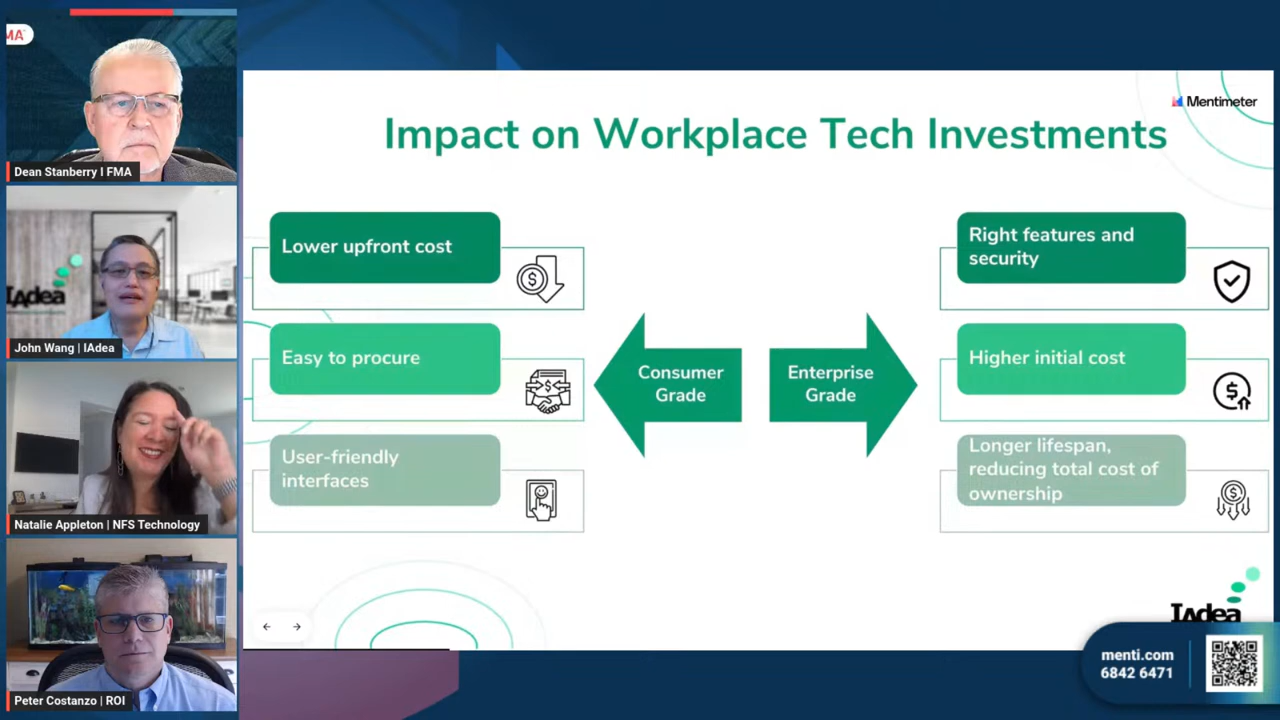 MA
Dean Stanberry I FMA
IAdea
John Wang | IAdea
Natalie Appleton | NFS Technology
Peter Costanzo | ROI
Mentimeter
Impact on Workplace Tech Investments
Lower upfront cost
Easy to procure
User-friendly
interfaces
Consumer
Grade
Enterprise
Grade
Right features and
security
Higher initial cost
Longer lifespan,
reducing total cost of
ownership
IAdea
menti.com
6842 6471